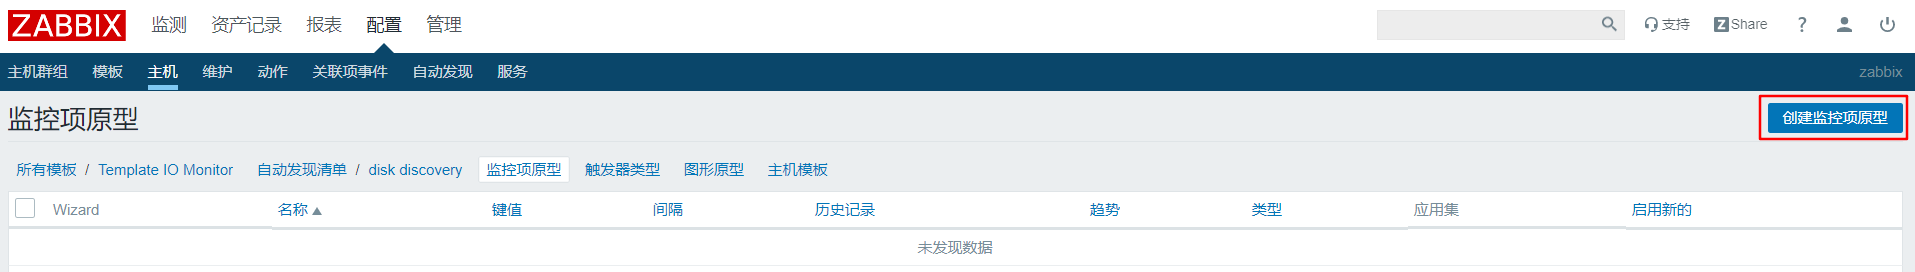 ZABBIX 监测 资产记录 报表 配置 管理 支持 Z Share ?
主机群组 模板 主机 维护 动作 关联项事件 自动发现 服务 zabbix
监控项原型 创建监控项原型
所有模板 / Template IO Monitor 自动发现清单 / disk discovery 监控项原型 触发器类型 图形原型 主机模板
Wizard 名称 键值 间隔 历史记录 趋势 类型 应用集 启用新的
未发现数据